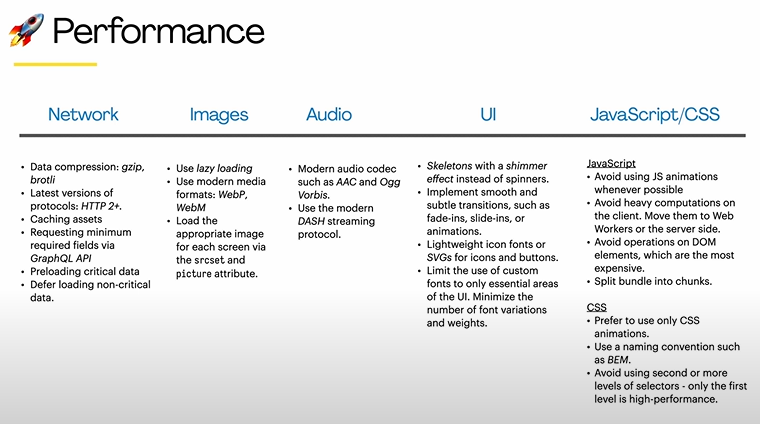 🚀 Performance
Network
Images
Audio
UI
JavaScript/CSS
• Data compression: gzip,
brotli
• Latest versions of
protocols: HTTP 2+.
• Caching assets
• Requesting minimum
required fields via
GraphQL API
• Preloading critical data
• Defer loading non-critical
data.
• Use lazy loading
• Use modern media
formats: WebP,
WebM
• Load the
appropriate image
for each screen via
the srcset and
picture attribute.
• Modern audio codec
such as AAC and Ogg
Vorbis.
• Use the modern
DASH streaming
protocol.
• Skeletons with a shimmer
effect instead of spinners.
• Implement smooth and
subtle transitions, such as
fade-ins, slide-ins, or
animations.
• Lightweight icon fonts or
SVGs for icons and buttons.
• Limit the use of custom
fonts to only essential areas
of the UI. Minimize the
number of font variations
and weights.
JavaScript
• Avoid using JS animations
whenever possible
• Avoid heavy computations on
the client. Move them to Web
Workers or the server side.
• Avoid operations on DOM
elements, which are the most
expensive.
• Split bundle into chunks.
CSS
• Prefer to use only CSS
animations.
• Use a naming convention such
as BEM.
• Avoid using second or more
levels of selectors - only the first
level is high-performance.